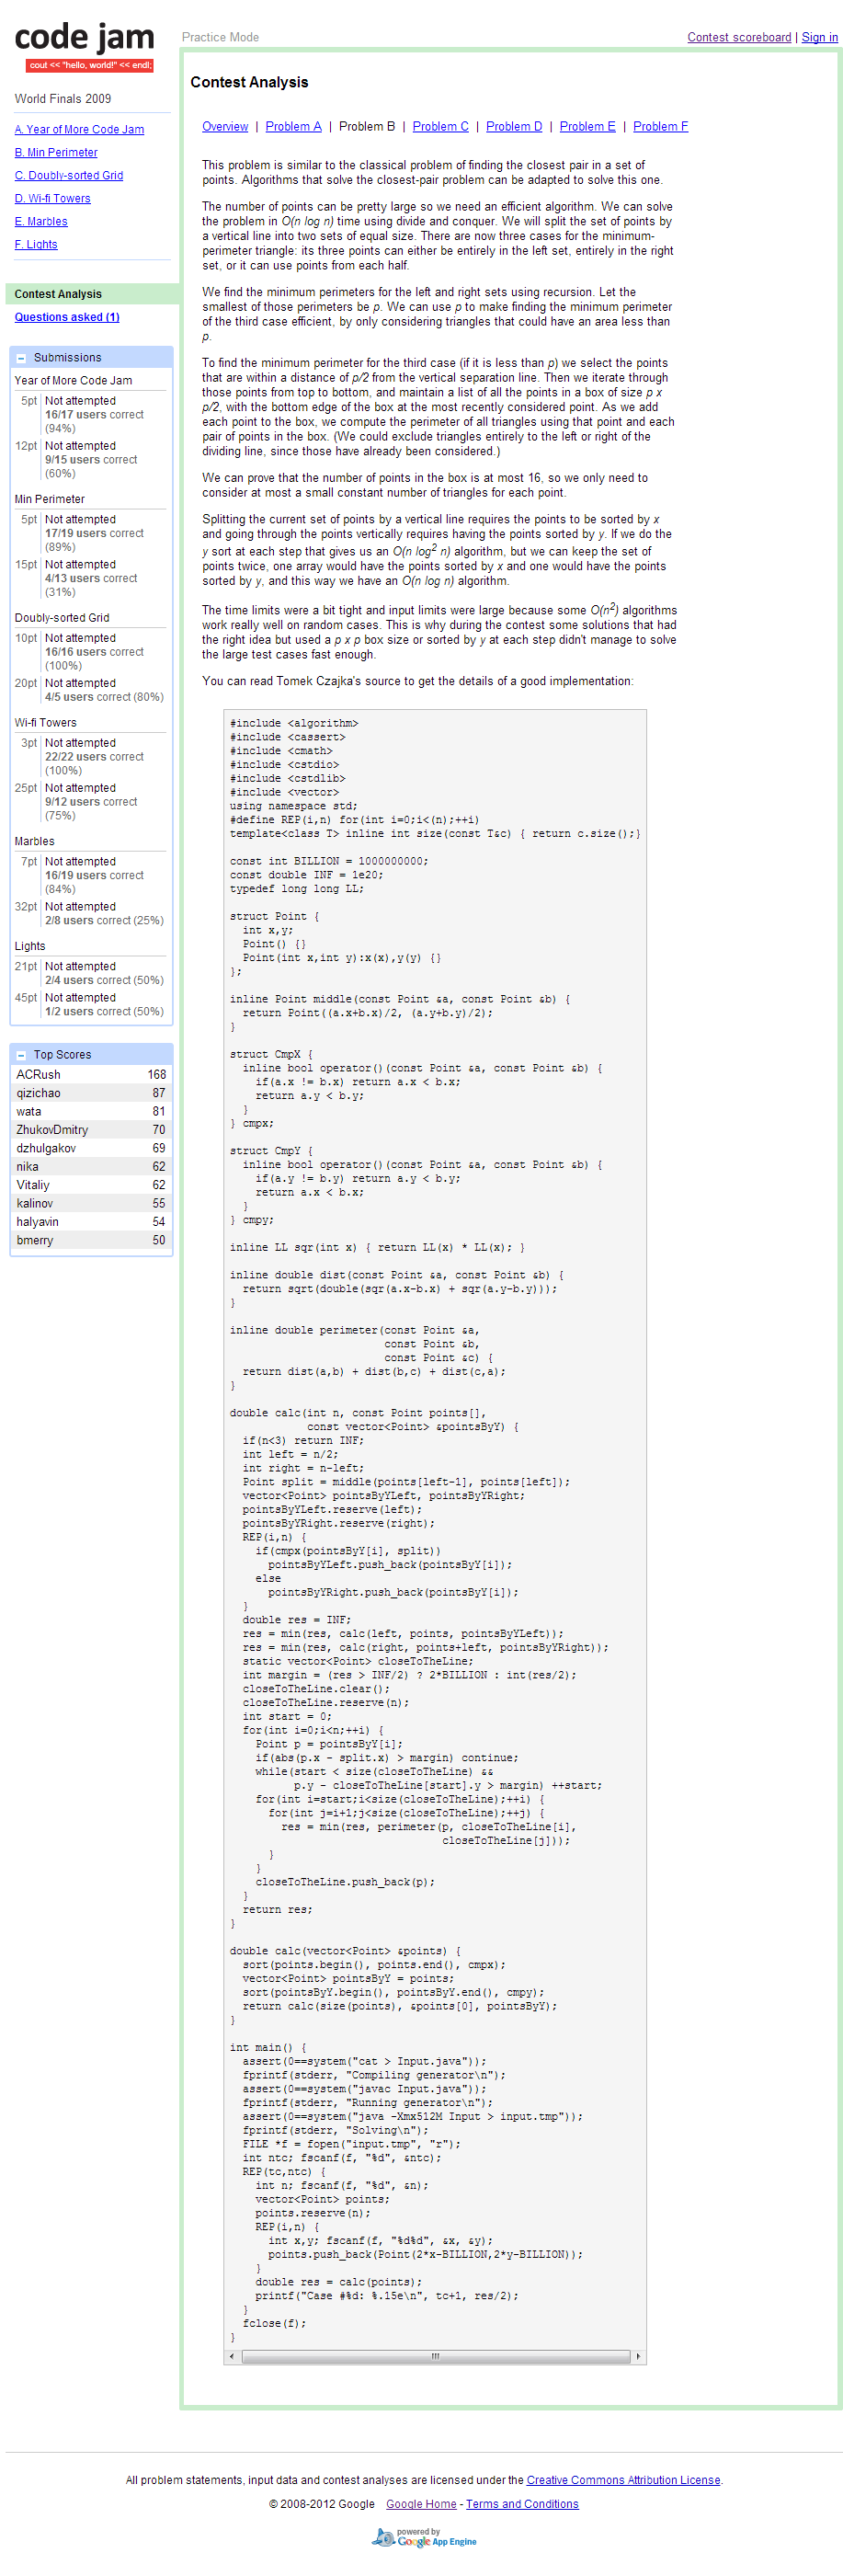 code jam
cout << "hello, world!" << endl;
Practice Mode
Contest scoreboard | Sign in
World Finals 2009
A. Year of More Code Jam
B. Min Perimeter
C. Doubly-sorted Grid
D. Wi-fi Towers
E. Marbles
F. Lights
Contest Analysis
Questions asked (1)
Submissions
Year of More Code Jam
5pt Not attempted
16/17 users correct
(94%)
12pt Not attempted
9/15 users correct
(60%)
Min Perimeter
5pt Not attempted
17/19 users correct
(89%)
15pt Not attempted
4/13 users correct
(31%)
Doubly-sorted Grid
10pt Not attempted
16/16 users correct
(100%)
20pt Not attempted
4/5 users correct (80%)
Wi-fi Towers
3pt Not attempted
22/22 users correct
(100%)
25pt Not attempted
9/12 users correct
(75%)
Marbles
7pt Not attempted
16/19 users correct
(84%)
32pt Not attempted
2/8 users correct (25%)
Lights
21pt Not attempted
2/4 users correct (50%)
45pt Not attempted
1/2 users correct (50%)
Top Scores
ACRush 168
qizichao 87
wata 81
ZhukovDmitry 70
dzhulgakov 69
nika 62
Vitaliy 62
kalinov 55
halyavin 54
bmerry 50
Contest Analysis
Overview | Problem A | Problem B | Problem C | Problem D | Problem E | Problem F
This problem is similar to the classical problem of finding the closest pair in a set of
points. Algorithms that solve the closest-pair problem can be adapted to solve this one.
The number of points can be pretty large so we need an efficient algorithm. We can solve
the problem in O(n log n) time using divide and conquer. We will split the set of points by
a vertical line into two sets of equal size. There are now three cases for the minimum-
perimeter triangle: its three points can either be entirely in the left set, entirely in the right
set, or it can use points from each half.
We find the minimum perimeters for the left and right sets using recursion. Let the
smallest of those perimeters be p. We can use p to make finding the minimum perimeter
of the third case efficient, by only considering triangles that could have an area less than
p.
To find the minimum perimeter for the third case (if it is less than p) we select the points
that are within a distance of p/2 from the vertical separation line. Then we iterate through
those points from top to bottom, and maintain a list of all the points in a box of size p x
p/2, with the bottom edge of the box at the most recently considered point. As we add
each point to the box, we compute the perimeter of all triangles using that point and each
pair of points in the box. (We could exclude triangles entirely to the left or right of the
dividing line, since those have already been considered.)
We can prove that the number of points in the box is at most 16, so we only need to
consider at most a small constant number of triangles for each point.
Splitting the current set of points by a vertical line requires the points to be sorted by x
and going through the points vertically requires having the points sorted by y. If we do the
y sort at each step that gives us an O(n log² n) algorithm, but we can keep the set of
points twice, one array would have the points sorted by x and one would have the points
sorted by y, and this way we have an O(n log n) algorithm.
The time limits were a bit tight and input limits were large because some O(n²) algorithms
work really well on random cases. This is why during the contest some solutions that had
the right idea but used a p x p box size or sorted by y at each step didn't manage to solve
the large test cases fast enough.
You can read Tomek Czajka's source to get the details of a good implementation:
#include <algorithm>
#include <cassert>
#include <cmath>
#include <cstdio>
#include <cstdlib>
#include <vector>
using namespace std;
#define REP(i,n) for(int i=0;i<(n);++i)
template<class T> inline int size(const T&c) { return c.size();}
const int BILLION = 1000000000;
const double INF = 1e20;
typedef long long LL;
struct Point {
int x,y;
Point() {}
Point(int x,int y):x(x),y(y) {}
};
inline Point middle(const Point &a, const Point &b) {
return Point((a.x+b.x)/2, (a.y+b.y)/2);
}
struct CmpX {
inline bool operator()(const Point &a, const Point &b) {
if(a.x != b.x) return a.x < b.x;
return a.y < b.y;
}
} cmpx;
struct CmpY {
inline bool operator()(const Point &a, const Point &b) {
if(a.y != b.y) return a.y < b.y;
return a.x < b.x;
}
} cmpy;
inline LL sqr(int x) { return LL(x) * LL(x); }
inline double dist(const Point &a, const Point &b) {
return sqrt(double(sqr(a.x-b.x) + sqr(a.y-b.y)));
}
inline double perimeter(const Point &a,
const Point &b,
const Point &c) {
return dist(a,b) + dist(b,c) + dist(c,a);
}
double calc(int n, const Point points[],
const vector<Point> &pointsByY) {
if(n<3) return INF;
int left = n/2;
int right = n-left;
Point split = middle(points[left-1], points[left]);
vector<Point> pointsByYLeft, pointsByYRight;
pointsByYLeft.reserve(left);
pointsByYRight.reserve(right);
REP(i,n) {
if(cmpx(pointsByY[i], split))
pointsByYLeft.push_back(pointsByY[i]);
else
pointsByYRight.push_back(pointsByY[i]);
}
double res = INF;
res = min(res, calc(left, points, pointsByYLeft));
res = min(res, calc(right, points+left, pointsByYRight));
static vector<Point> closeToTheLine;
int margin = (res > INF/2) ? 2*BILLION : int(res/2);
closeToTheLine.clear();
closeToTheLine.reserve(n);
int start = 0;
for(int i=0;i<n;++i) {
Point p = pointsByY[i];
if(abs(p.x - split.x) > margin) continue;
while(start < size(closeToTheLine) &&
p.y - closeToTheLine[start].y > margin) ++start;
for(int i=start;i<size(closeToTheLine);++i) {
for(int j=i+1;j<size(closeToTheLine);++j) {
res = min(res, perimeter(p, closeToTheLine[i],
closeToTheLine[j]));
}
}
closeToTheLine.push_back(p);
}
return res;
}
double calc(vector<Point> &points) {
sort(points.begin(), points.end(), cmpx);
vector<Point> pointsByY = points;
sort(pointsByY.begin(), pointsByY.end(), cmpy);
return calc(size(points), &points[0], pointsByY);
}
int main() {
assert(0==system("cat > Input.java"));
fprintf(stderr, "Compiling generator\n");
assert(0==system("javac Input.java"));
fprintf(stderr, "Running generator\n");
assert(0==system("java -Xmx512M Input > input.tmp"));
fprintf(stderr, "Solving\n");
FILE *f = fopen("input.tmp", "r");
int ntc; fscanf(f, "%d", &ntc);
REP(tc,ntc) {
int n; fscanf(f, "%d", &n);
vector<Point> points;
points.reserve(n);
REP(i,n) {
int x,y; fscanf(f, "%d%d", &x, &y);
points.push_back(Point(2*x-BILLION,2*y-BILLION));
}
double res = calc(points);
printf("Case #%d: %.15e\n", tc+1, res/2);
}
fclose(f);
}
All problem statements, input data and contest analyses are licensed under the Creative Commons Attribution License.
© 2008-2012 Google Google Home - Terms and Conditions
powered by
Google App Engine